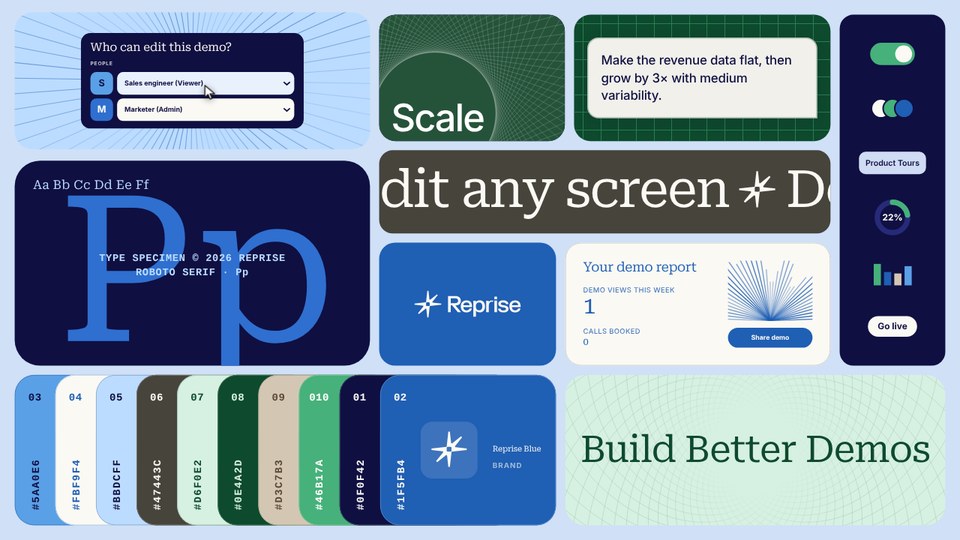 Who can edit this demo?
PEOPLE
S
Sales engineer (Viewer)
M
Marketer (Admin)
Scale
Make the revenue data flat, then
grow by 3× with medium
variability.
Product Tours
22%
Go live
Aa Bb Cc Dd Ee Ff
Pp
TYPE SPECIMEN © 2026 REPRISE
ROBOTO SERIF · Pp
dit any screen
Reprise
Your demo report
DEMO VIEWS THIS WEEK
1
CALLS BOOKED
0
Share demo
03
#5AA0E6
04
#FBF9F4
05
#BBDCFF
06
#47443C
07
#D6F0E2
08
#0E4A2D
09
#D3C7B3
010
#46B17A
01
#0F0F42
02
#1F5FB4
Reprise Blue
BRAND
Build Better Demos